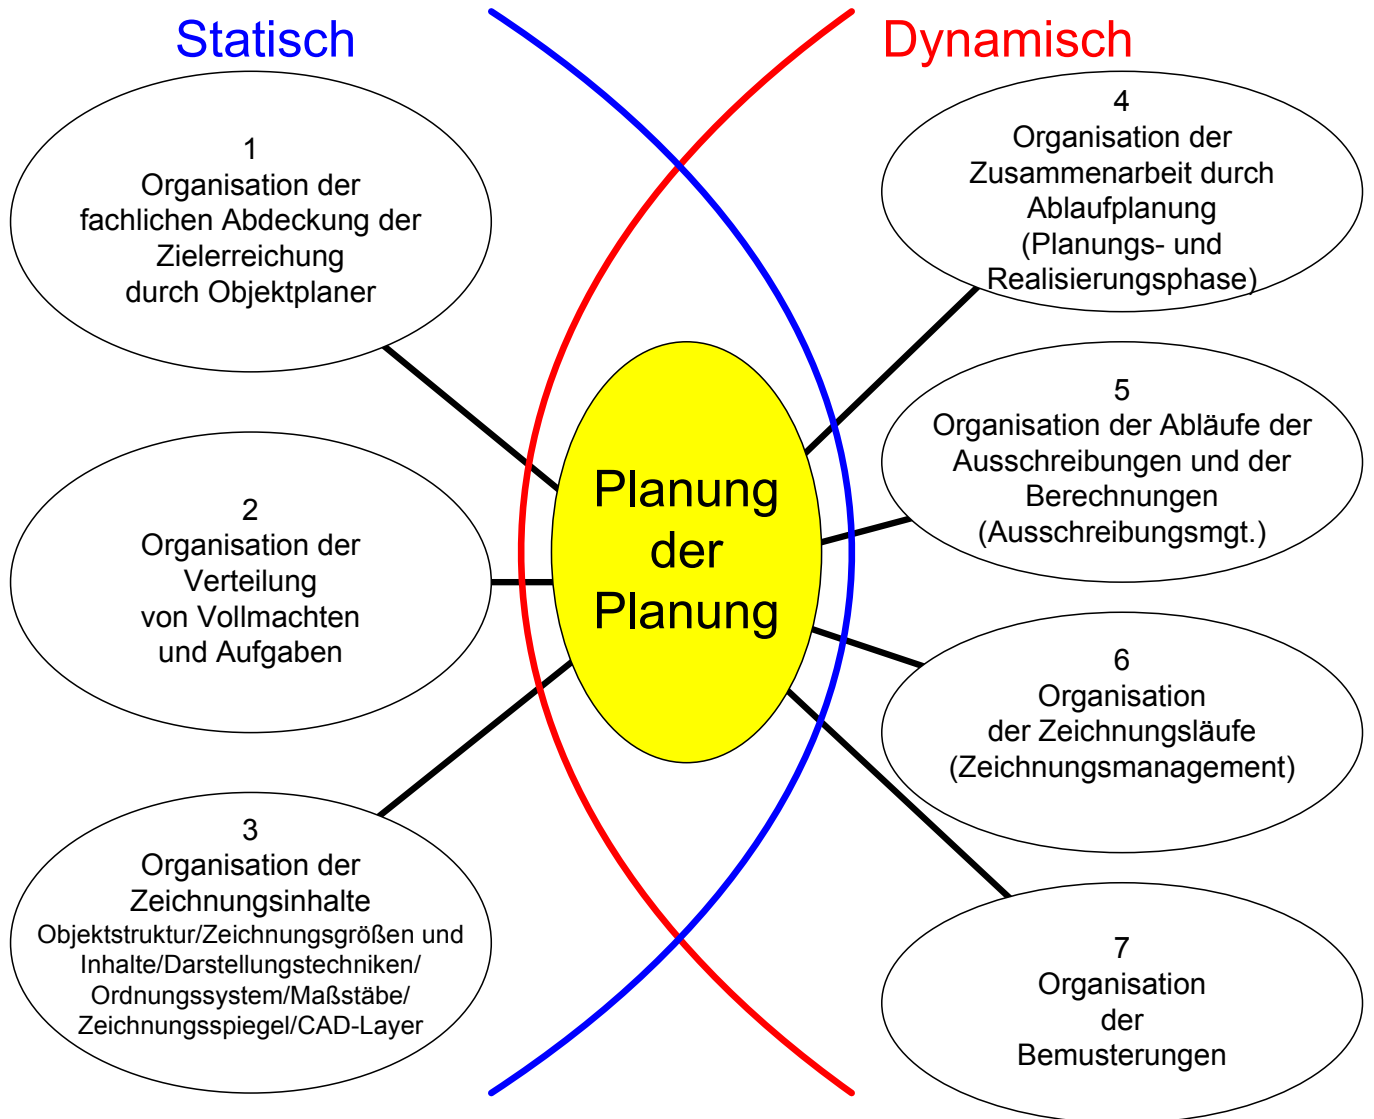 Statisch
Dynamisch
1
Organisation der
fachlichen Abdeckung der
Zielerreichung
durch Objektplaner
2
Organisation der
Verteilung
von Vollmachten
und Aufgaben
3
Organisation der
Zeichnungsinhalte
Objektstruktur/Zeichnungsgrößen und
Inhalte/Darstellungstechniken/
Ordnungssystem/Maßstäbe/
Zeichnungsspiegel/CAD-Layer
Planung
der
Planung
4
Organisation der
Zusammenarbeit durch
Ablaufplanung
(Planungs- und
Realisierungsphase)
5
Organisation der Abläufe der
Ausschreibungen und der
Berechnungen
(Ausschreibungsmgt.)
6
Organisation
der Zeichnungsläufe
(Zeichnungsmanagement)
7
Organisation
der
Bemusterungen